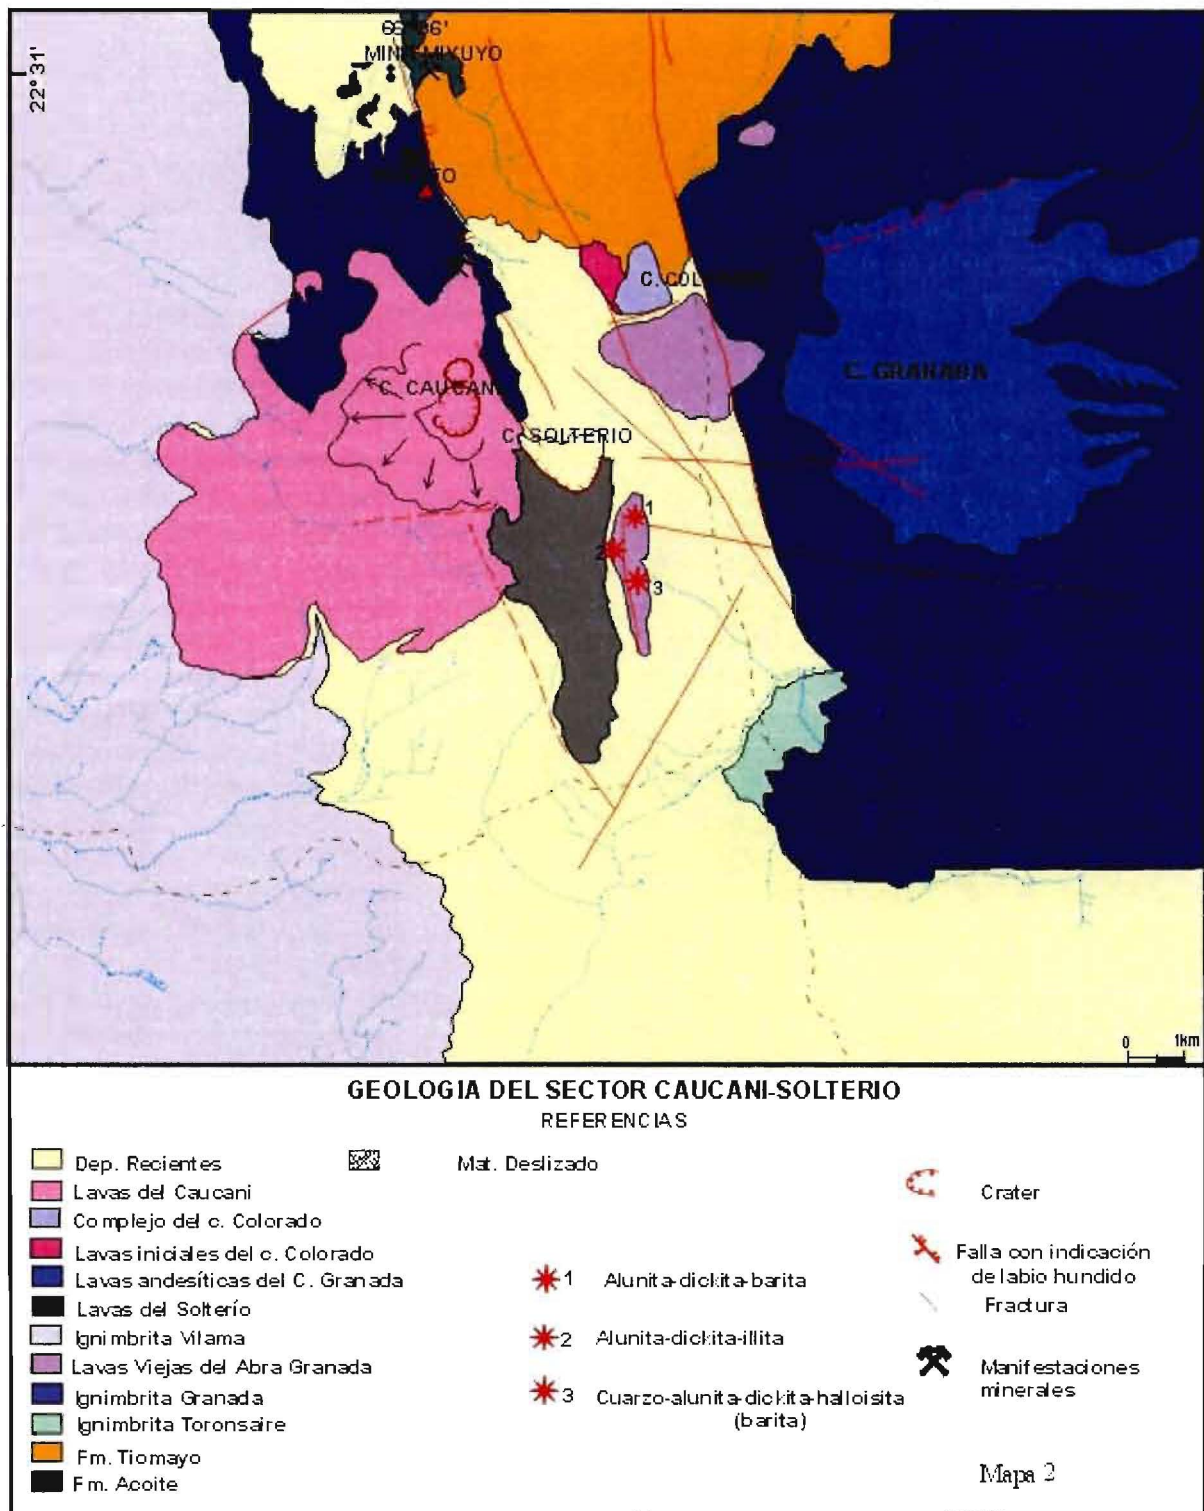 22° 31'
MINA MIYUYO
C. CAUCANI
C. SOLTERIO
C. GRANADA
1
2
3
0 1km
GEOLOGIA DEL SECTOR CAUCANI-SOLTERIO
REFERENCIAS
Dep. Recientes
Mat. Deslizado
Lavas del Caucani
Complejo del c. Colorado
Lavas iniciales del c. Colorado
Lavas andesíticas del C. Granada
Lavas del Solterío
Ignimbrita Vilama
Lavas Viejas del Abra Granada
Ignimbrita Granada
Ignimbrita Toronsaire
Fm. Tiomayo
Fm. Acoite
1 Alunita-dickita-barita
2 Alunita-dickita-illita
3 Cuarzo-alunita-dickita-halloisita
(barita)
Crater
Falla con indicación
de labio hundido
Fractura
Manifestaciones
minerales
Mapa 2